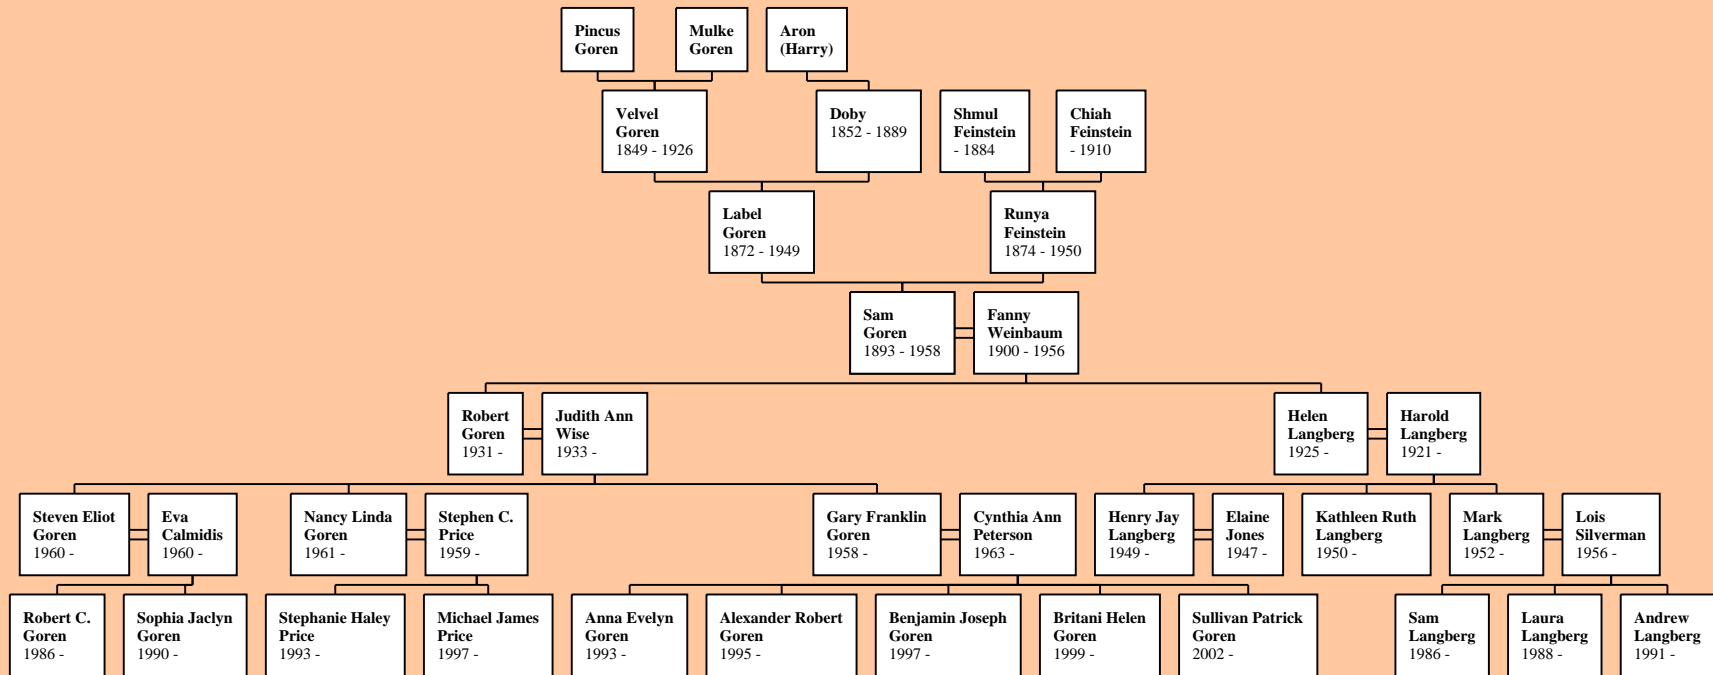 Pincus
Goren
Mulke
Goren
Aron
(Harry)
Velvel
Goren
1849 - 1926
Doby
1852 - 1889
Shmul
Feinstein
- 1884
Chiah
Feinstein
- 1910
Label
Goren
1872 - 1949
Runya
Feinstein
1874 - 1950
Sam
Goren
1893 - 1958
Fanny
Weinbaum
1900 - 1956
Robert
Goren
1931 -
Judith Ann
Wise
1933 -
Helen
Langberg
1925 -
Harold
Langberg
1921 -
Steven Eliot
Goren
1960 -
Eva
Calmidis
1960 -
Nancy Linda
Goren
1961 -
Stephen C.
Price
1959 -
Gary Franklin
Goren
1958 -
Cynthia Ann
Peterson
1963 -
Henry Jay
Langberg
1949 -
Elaine
Jones
1947 -
Kathleen Ruth
Langberg
1950 -
Mark
Langberg
1952 -
Lois
Silverman
1956 -
Robert C.
Goren
1986 -
Sophia Jaclyn
Goren
1990 -
Stephanie Haley
Price
1993 -
Michael James
Price
1997 -
Anna Evelyn
Goren
1993 -
Alexander Robert
Goren
1995 -
Benjamin Joseph
Goren
1997 -
Britani Helen
Goren
1999 -
Sullivan Patrick
Goren
2002 -
Sam
Langberg
1986 -
Laura
Langberg
1988 -
Andrew
Langberg
1991 -